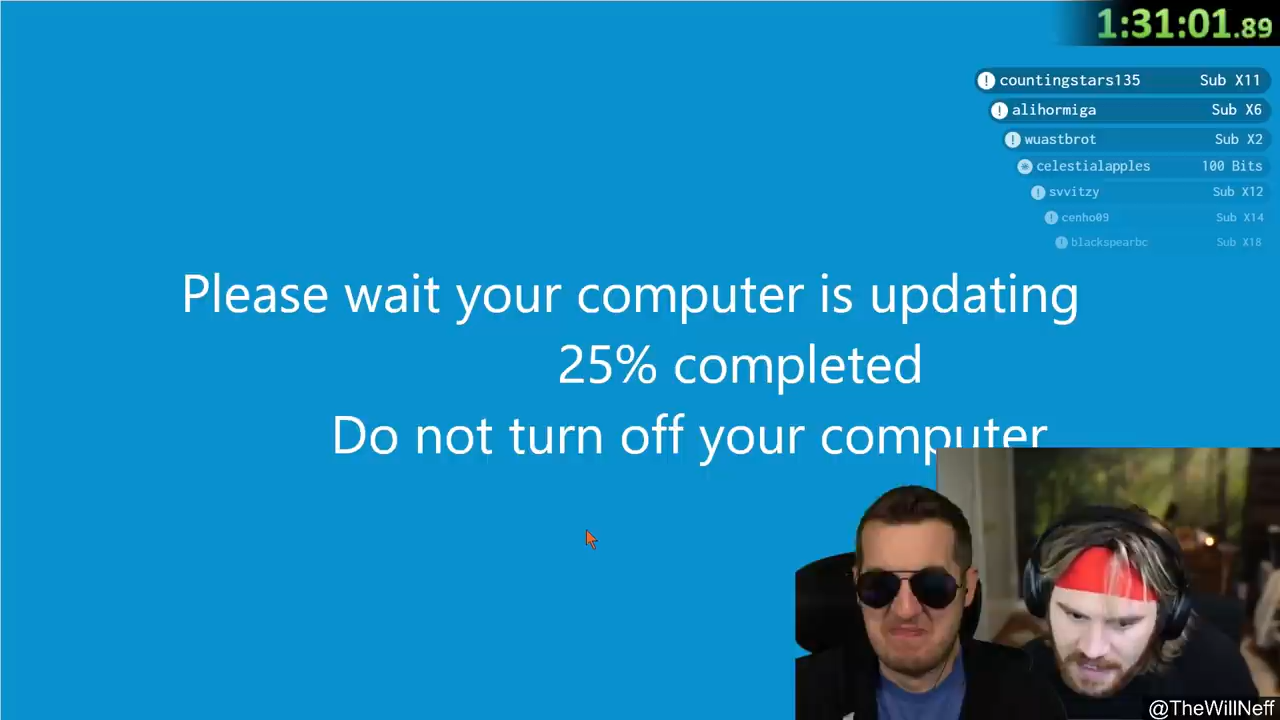 1:31:01.89
countingstars135 Sub X11
alihormiga Sub X6
wuastbrot Sub X2
celestialapples 100 Bits
svvitzy Sub X12
cenho09 Sub X14
blackspearbc Sub X18
Please wait your computer is updating
25% completed
Do not turn off your computer
@TheWillNeff